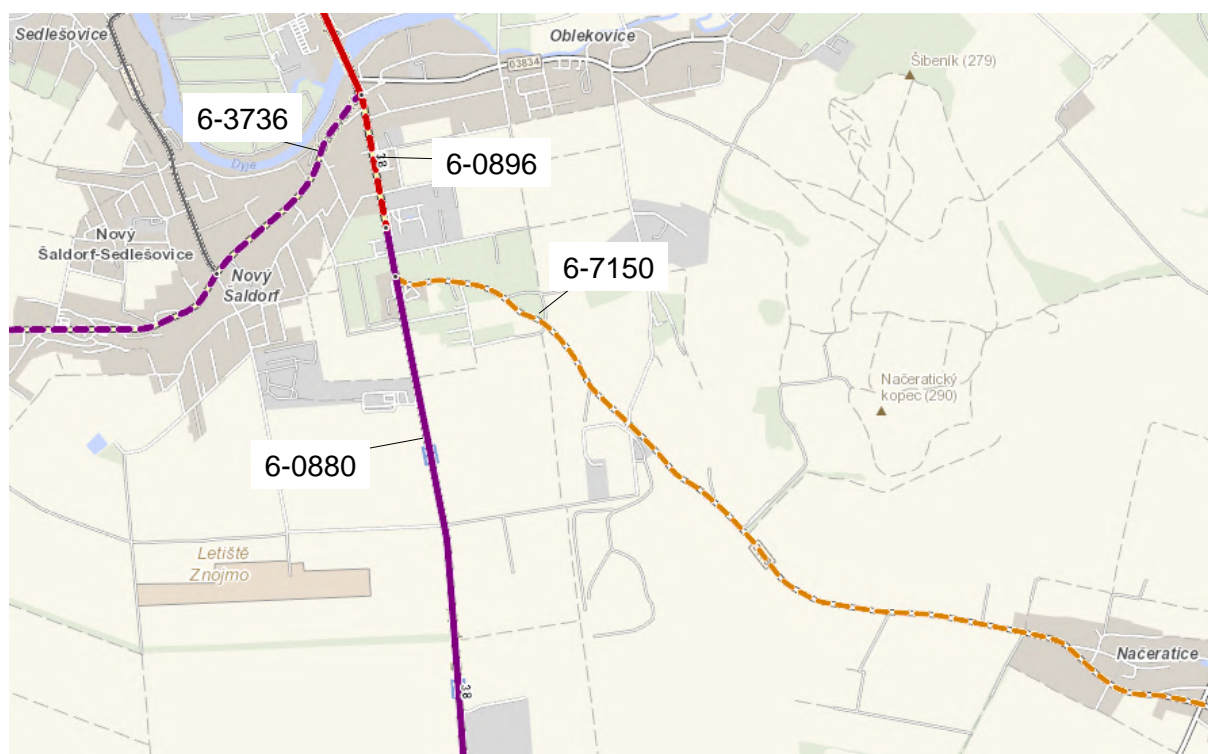 Sedlešovice
Oblekovice
03834
Šibeník (279)
6-3736
38
6-0896
Dyje
Nový
Šaldorf-Sedlešovice
Nový
Šaldorf
6-7150
Načeratický
kopec (290)
6-0880
Letiště
Znojmo
Načeratice
38